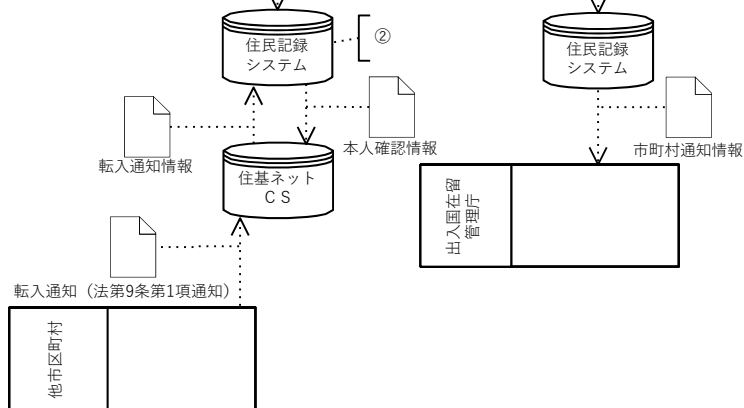 住民記録
システム
②
住民記録
システム
転入通知情報
本人確認情報
市町村通知情報
住基ネット
ＣＳ
出入国在留
管理庁
転入通知（法第9条第1項通知）
他市区町村